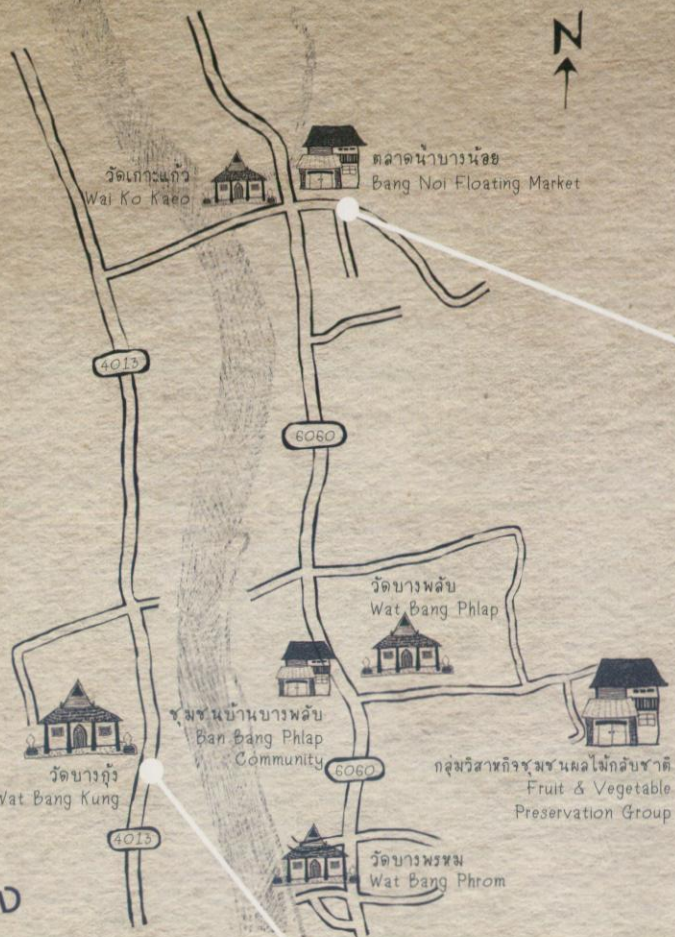 N
วัดเกาะแก้ว
Wai Ko Kaeo
ตลาดน้ำบางน้อย
Bang Noi Floating Market
4013
6060
วัดบางพลับ
Wat Bang Phlap
ชุมชนบ้านบางพลับ
Ban Bang Phlap
Community
วัดบางกุ้ง
Wat Bang Kung
6060
กลุ่มวิสาหกิจชุมชนผลไม้กลับชาติ
Fruit & Vegetable
Preservation Group
4013
วัดบางพรหม
Wat Bang Phrom